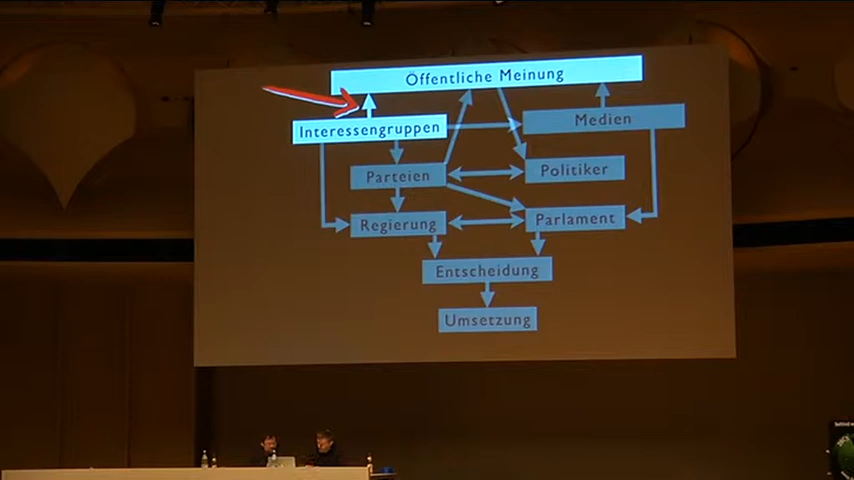 Öffentliche Meinung
Interessengruppen
Medien
Parteien
Politiker
Regierung
Parlament
Entscheidung
Umsetzung